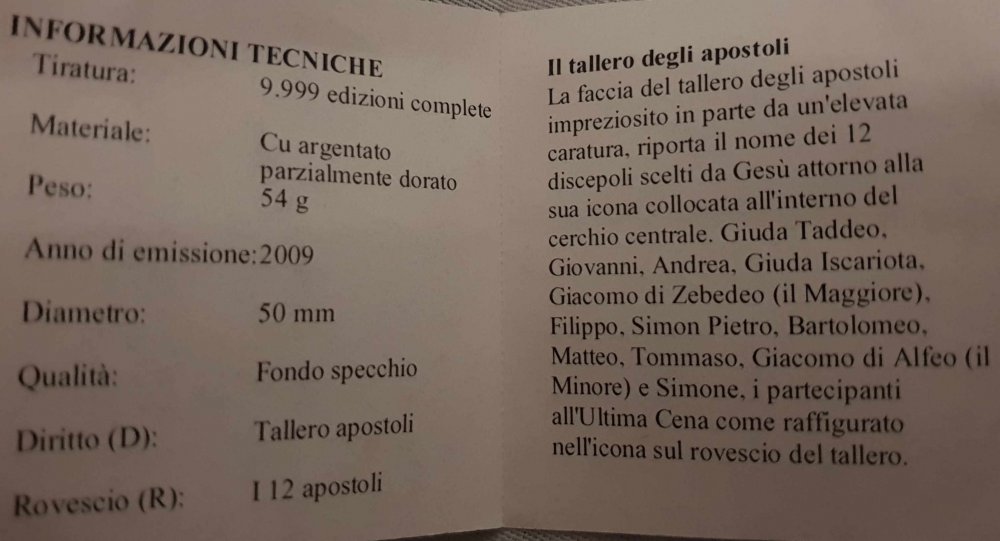 INFORMAZIONI TECNICHE
Tiratura: 9.999 edizioni complete
Materiale: Cu argentato
parzialmente dorato
Peso: 54 g
Anno di emissione: 2009
Diametro: 50 mm
Qualità: Fondo specchio
Diritto (D): Tallero apostoli
Rovescio (R): I 12 apostoli
Il tallero degli apostoli
La faccia del tallero degli apostoli
impreziosito in parte da un'elevata
caratura, riporta il nome dei 12
discepoli scelti da Gesù attorno alla
sua icona collocata all'interno del
cerchio centrale. Giuda Taddeo,
Giovanni, Andrea, Giuda Iscariota,
Giacomo di Zebedeo (il Maggiore),
Filippo, Simon Pietro, Bartolomeo,
Matteo, Tommaso, Giacomo di Alfeo (il
Minore) e Simone, i partecipanti
all'Ultima Cena come raffigurato
nell'icona sul rovescio del tallero.